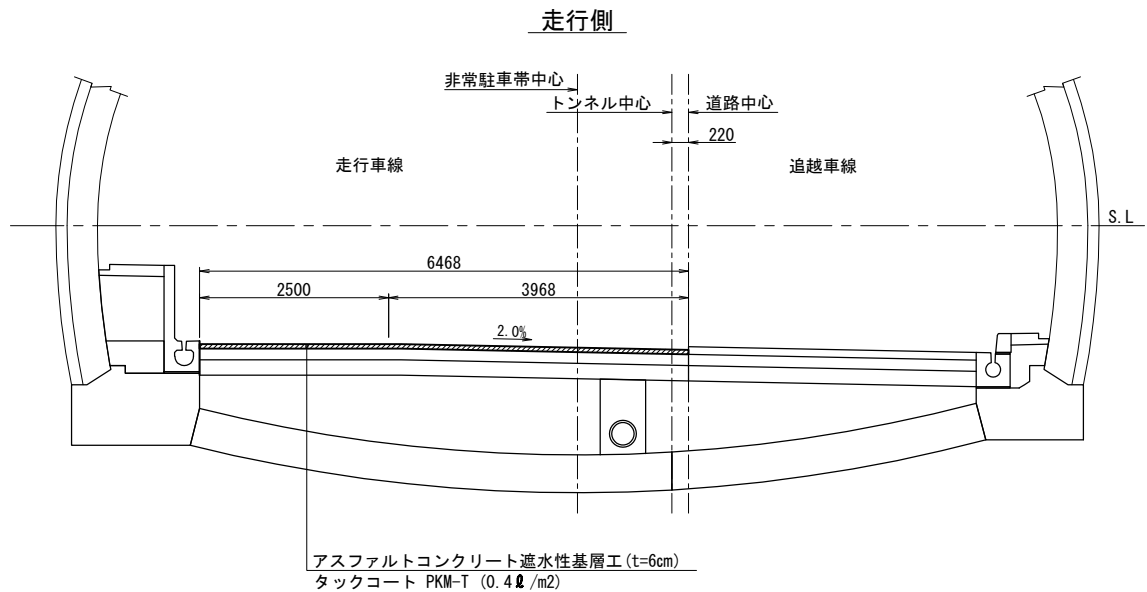 走行側
非常駐車帯中心
トンネル中心
道路中心
220
走行車線
追越車線
S.L
6468
2500
3968
2.0%
アスファルトコンクリート遮水性基層工(t=6cm)
タックコート PKM-T (0.4ℓ/m2)